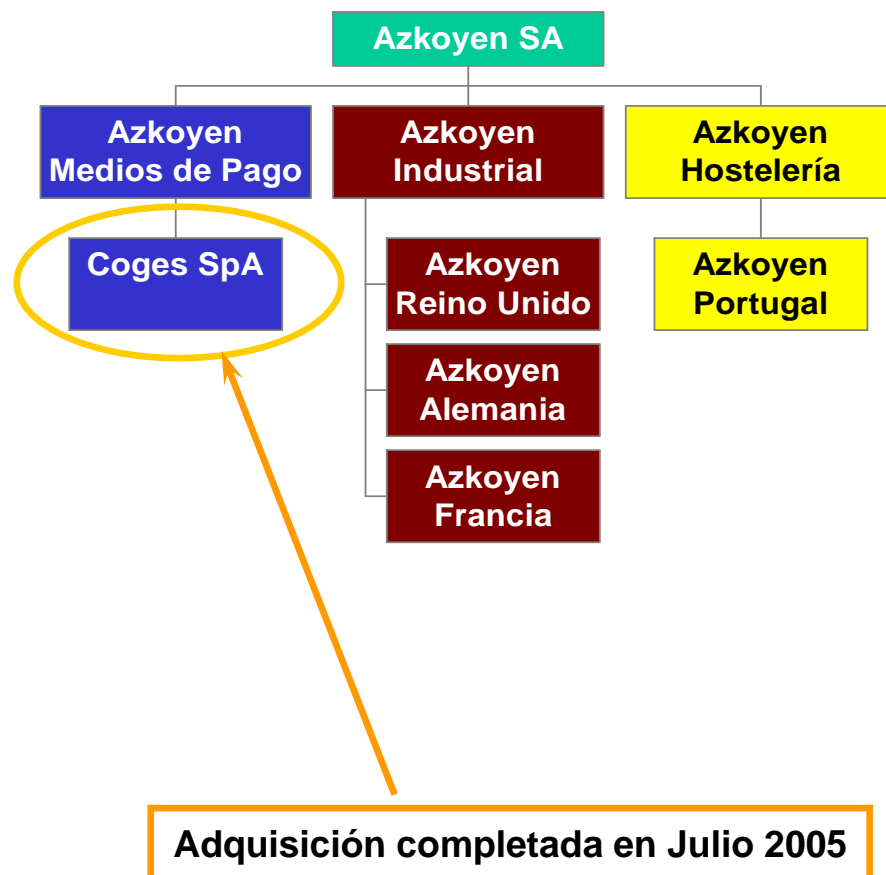 Azkoyen SA
Azkoyen
Medios de Pago
Azkoyen
Industrial
Azkoyen
Hostelería
Coges SpA
Azkoyen
Reino Unido
Azkoyen
Portugal
Azkoyen
Alemania
Azkoyen
Francia
Adquisición completada en Julio 2005